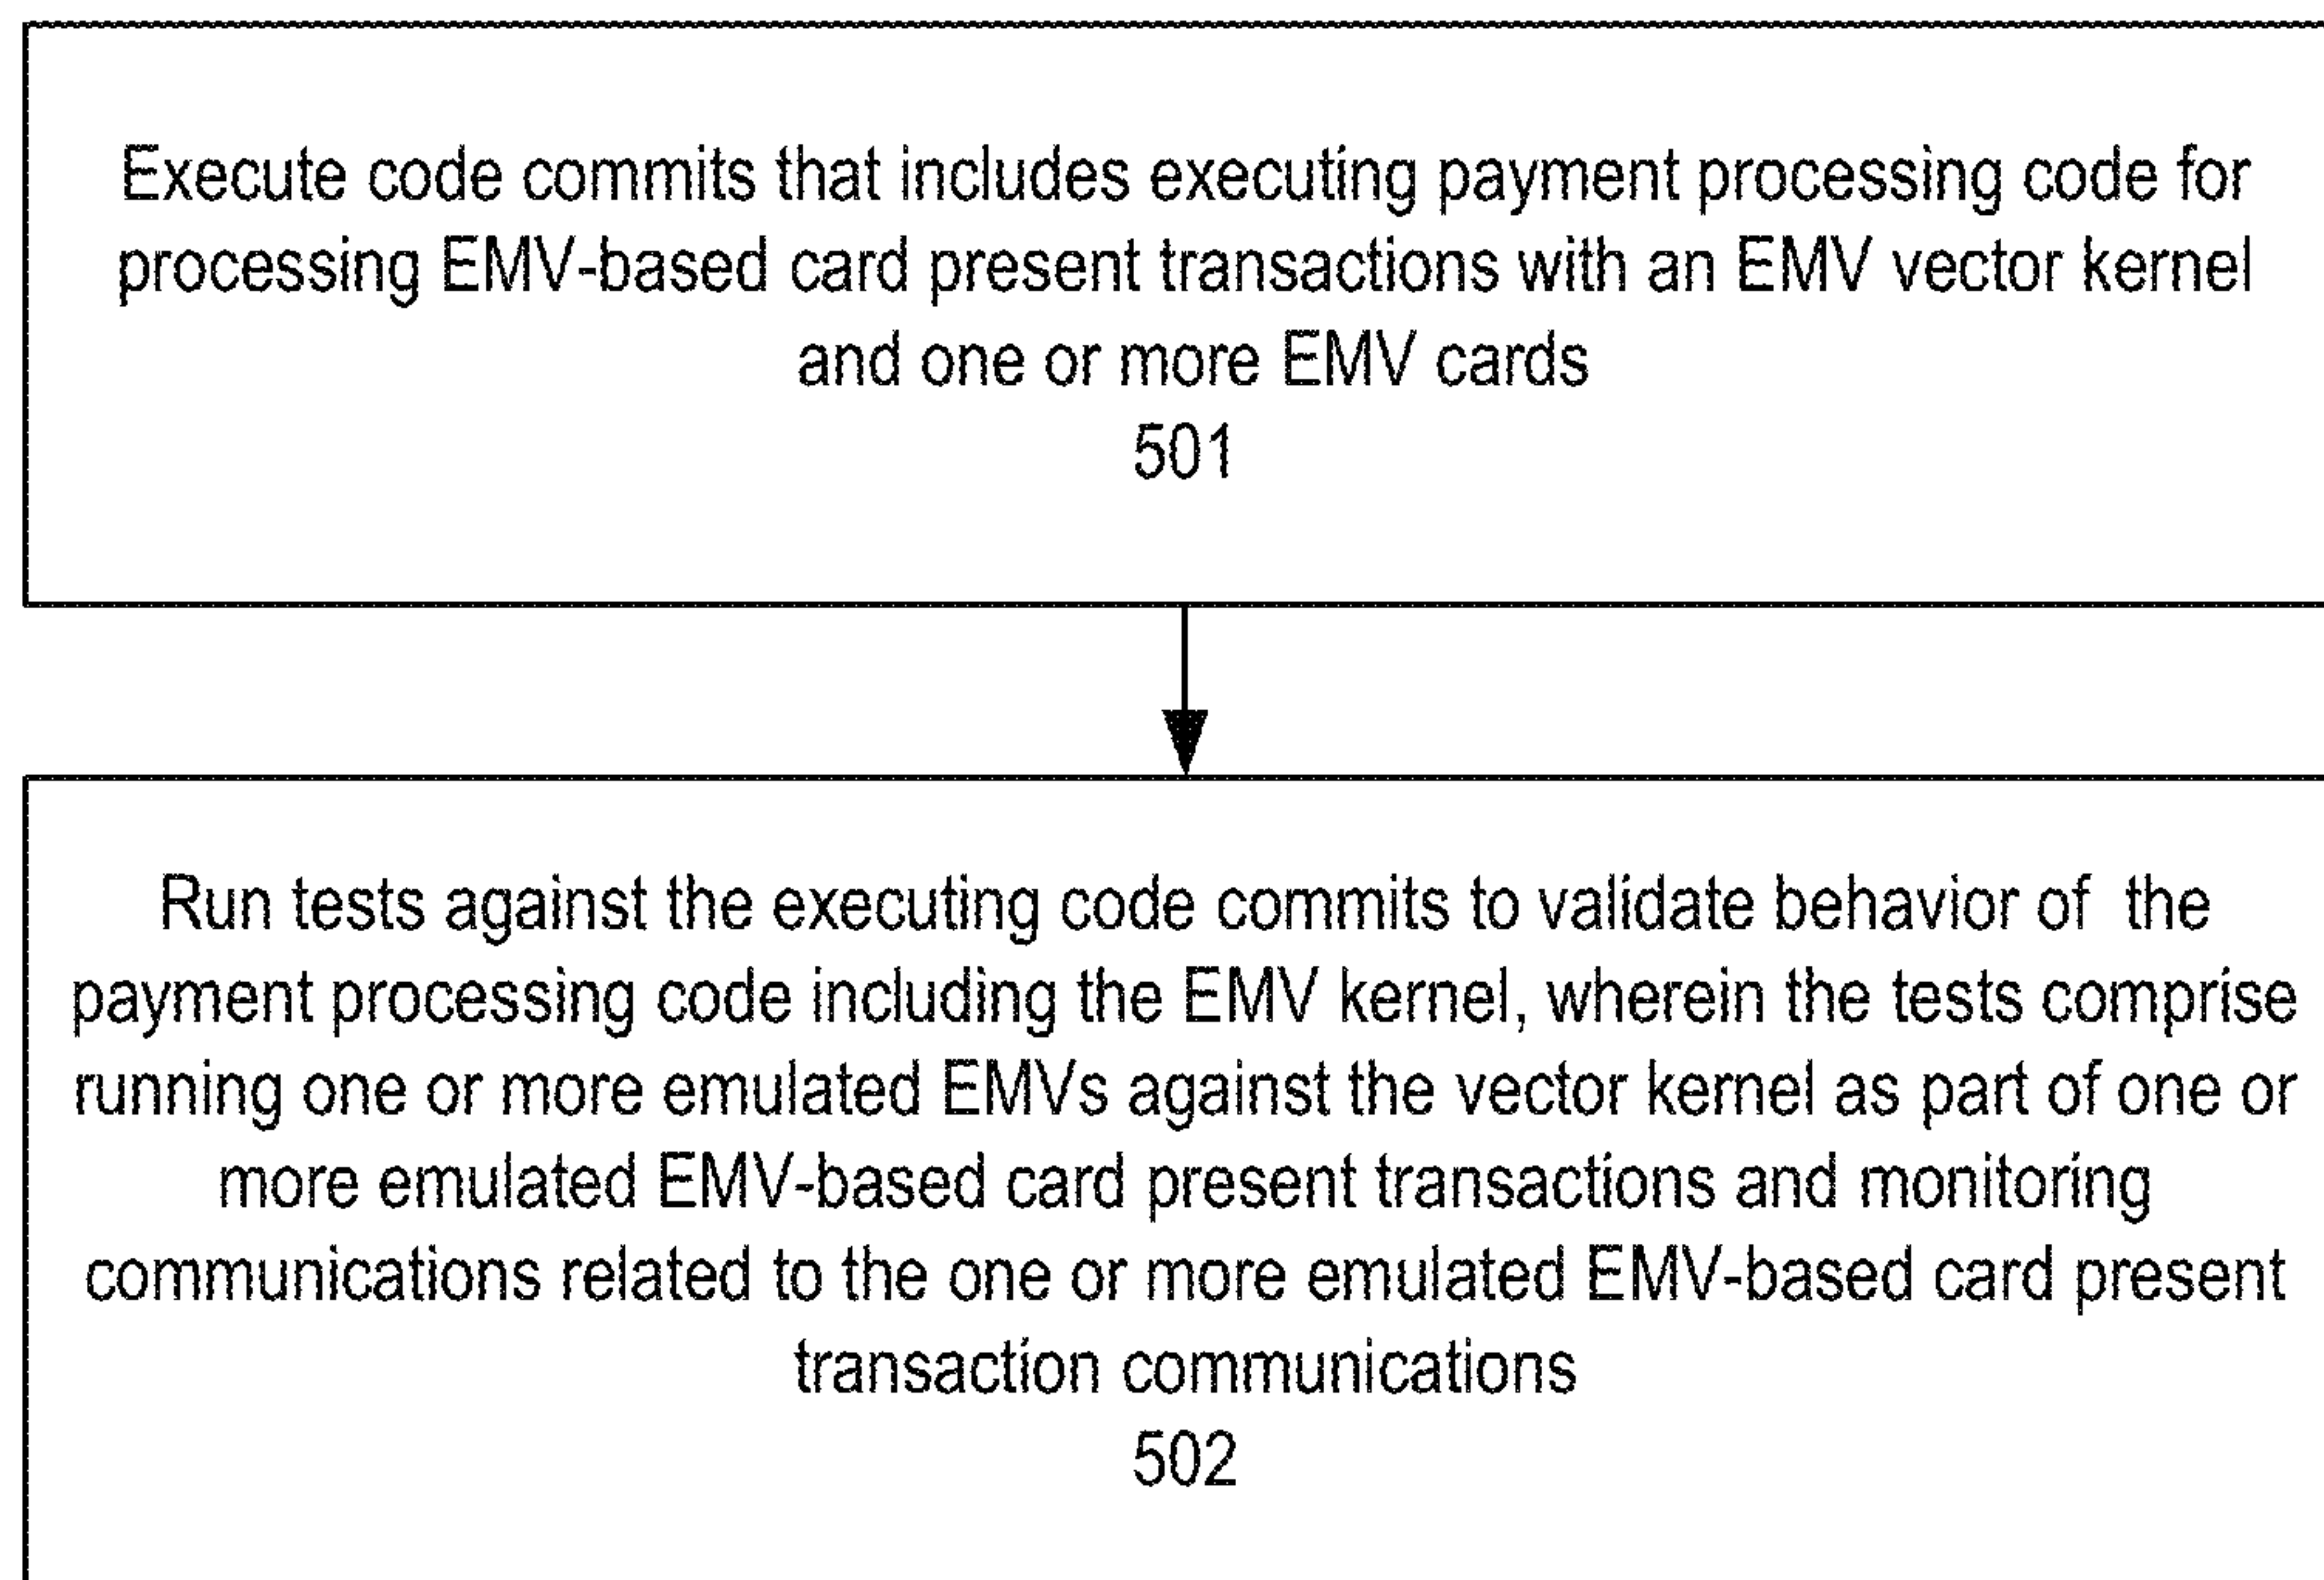 Execute code commits that includes executing payment processing code for
processing EMV-based card present transactions with an EMV vector kernel
and one or more EMV cards
501
Run tests against the executing code commits to validate behavior of the
payment processing code including the EMV kernel, wherein the tests comprise
running one or more emulated EMVs against the vector kernel as part of one or
more emulated EMV-based card present transactions and monitoring
communications related to the one or more emulated EMV-based card present
transaction communications
502